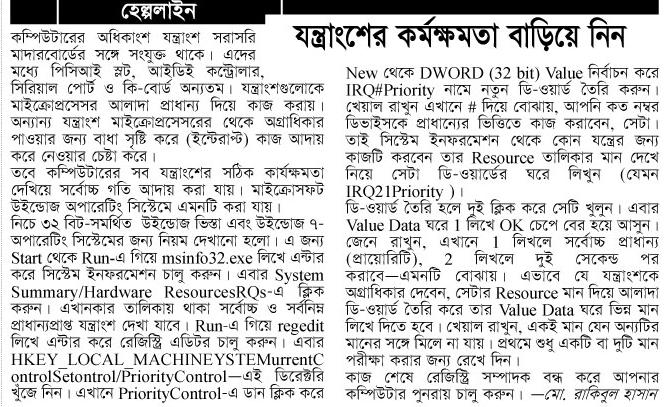 হেল্পলাইন
যন্ত্রাংশের কর্মক্ষমতা বাড়িয়ে নিন
কম্পিউটারের অধিকাংশ যন্ত্রাংশ সরাসরি
মাদারবোর্ডের সঙ্গে সংযুক্ত থাকে। এদের
মধ্যে পিসিআই স্লট, আইডিই কন্ট্রোলার,
সিরিয়াল পোর্ট ও কি-বোর্ড অন্যতম। যন্ত্রাংশগুলোকে
মাইক্রোপ্রসেসর আলাদা প্রাধান্য দিয়ে কাজ করায়।
অন্যান্য যন্ত্রাংশ মাইক্রোপ্রসেসরের থেকে অগ্রাধিকার
পাওয়ার জন্য বাধা সৃষ্টি করে (ইন্টেরাপ্ট) কাজ আদায়
করে নেওয়ার চেষ্টা করে।
তবে কম্পিউটারের সব যন্ত্রাংশের সঠিক কার্যক্ষমতা
দেখিয়ে সর্বোচ্চ গতি আদায় করা যায়। মাইক্রোসফট
উইন্ডোজ অপারেটিং সিস্টেমে এমনটি করা যায়।
নিচে ৩২ বিট-সমর্থিত উইন্ডোজ ভিস্তা এবং উইন্ডোজ ৭-
অপারেটিং সিস্টেমের জন্য নিয়ম দেখানো হলো। এ জন্য
Start থেকে Run-এ গিয়ে msinfo32.exe লিখে এন্টার
করে সিস্টেম ইনফরমেশন চালু করুন। এবার System
Summary/Hardware ResourcesRQs-এ ক্লিক
করুন। এখানকার তালিকায় থাকা সর্বোচ্চ ও সর্বনিম্ন
প্রাধান্যপ্রাপ্ত যন্ত্রাংশ দেখা যাবে। Run-এ গিয়ে regedit
লিখে এন্টার করে রেজিস্ট্রি এডিটর চালু করুন। এবার
HKEY_LOCAL_MACHINEYSTEMurrentC
ontrolSetontrol/PriorityControl—এই ডিরেক্টরি
খুঁজে নিন। এখানে PriorityControl-এ ডান ক্লিক করে
New থেকে DWORD (32 bit) Value নির্বাচন করে
IRQ#Priority নামে নতুন ডি-ওয়ার্ড তৈরি করুন।
খেয়াল রাখুন এখানে # দিয়ে বোঝায়, আপনি কত নম্বর
ডিভাইসকে প্রাধান্যের ভিত্তিতে কাজ করাবেন, সেটা।
তাই সিস্টেম ইনফরমেশন থেকে কোন যন্ত্রের জন্য
কাজটি করবেন তার Resource তালিকার মান দেখে
নিয়ে সেটা ডি-ওয়ার্ডের ঘরে লিখুন (যেমন
IRQ21Priority )।
ডি-ওয়ার্ড তৈরি হলে দুই ক্লিক করে সেটি খুলুন। এবার
Value Data ঘরে 1 লিখে OK চেপে বের হয়ে আসুন।
জেনে রাখুন, এখানে 1 লিখলে সর্বোচ্চ প্রাধান্য
(প্রায়োরিটি), 2 লিখলে দুই সেকেন্ড পর
করাবে—এমনটি বোঝায়। এভাবে যে যন্ত্রাংশকে
অগ্রাধিকার দেবেন, সেটার Resource মান দিয়ে আলাদা
ডি-ওয়ার্ড তৈরি করে তার Value Data ঘরে ভিন্ন মান
লিখে দিতে হবে। খেয়াল রাখুন, একই মান যেন অন্যটির
মানের সঙ্গে মিলে না যায়। প্রথমে শুধু একটি বা দুটি মান
পরীক্ষা করার জন্য রেখে দিন।
কাজ শেষে রেজিস্ট্রি সম্পাদক বন্ধ করে আপনার
কম্পিউটার পুনরায় চালু করুন। —মো. রাকিবুল হাসান